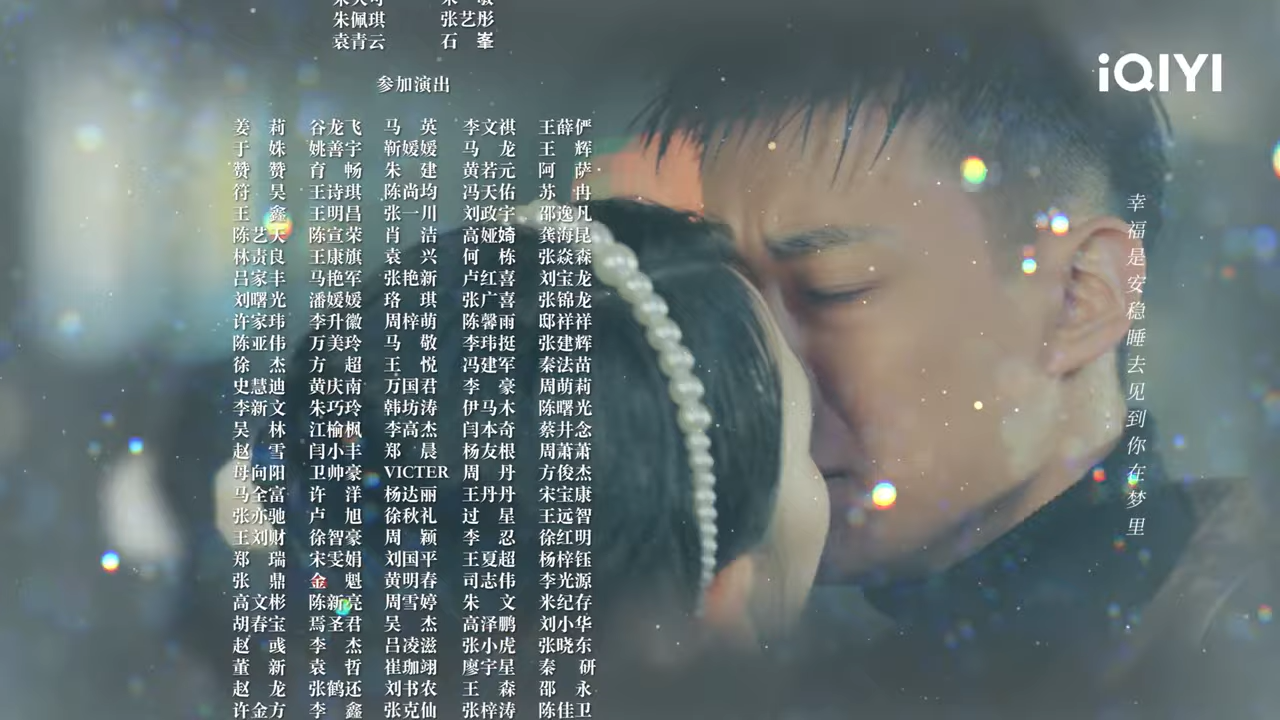 朱佩琪 张艺彤
袁青云 石 峯
iQIYI
参加演出
姜 莉 谷龙飞 马 英 李文祺 王薛俨
于 姝 姚善宇 靳媛媛 马 龙 王 辉
赞 赞 育 畅 朱 建 黄若元 阿 萨
符 昊 王诗琪 陈尚均 冯天佑 苏 冉
王 鑫 王明昌 张一川 刘政宇 邵逸凡
陈艺天 陈宣荣 肖 洁 高娅婍 龚海昆
林责良 王康旗 袁 兴 何 栋 张焱森
吕家丰 马艳军 张艳新 卢红喜 刘宝龙
刘曙光 潘媛媛 珞 琪 张广喜 张锦龙
许家玮 李升徽 周梓萌 陈馨雨 邸祥祥
陈亚伟 万美玲 马 敬 李玮挺 张建辉
徐 杰 方 超 王 悦 冯建军 秦法苗
史慧迪 黄庆南 万国君 李 豪 周萌莉
李新文 朱巧玲 韩坊涛 伊马木 陈曙光
吴 林 江榆枫 李高杰 闫本奇 蔡井念
赵 雪 闫小丰 郑 晨 杨友根 周萧萧
母向阳 卫帅豪 VICTER 周 丹 方俊杰
马全富 许 洋 杨达丽 王丹丹 宋宝康
张亦驰 卢 旭 徐秋礼 过 星 王远智
王刘财 徐智豪 周 颖 李 忍 徐红明
郑 瑞 宋雯娟 刘国平 王夏超 杨梓钰
张 鼎 金 魁 黄明春 司志伟 李光源
高文彬 陈新亮 周雪婷 朱 文 米纪存
胡春宝 焉圣君 吴 杰 高泽鹏 刘小华
赵 彧 李 杰 吕凌滋 张小虎 张晓东
董 新 袁 哲 崔珈翊 廖宇星 秦 研
赵 龙 张鹤还 刘书农 王 森 邵 永
许金方 李 鑫 张克仙 张梓涛 陈佳卫
幸福是安稳睡去见到你在梦里